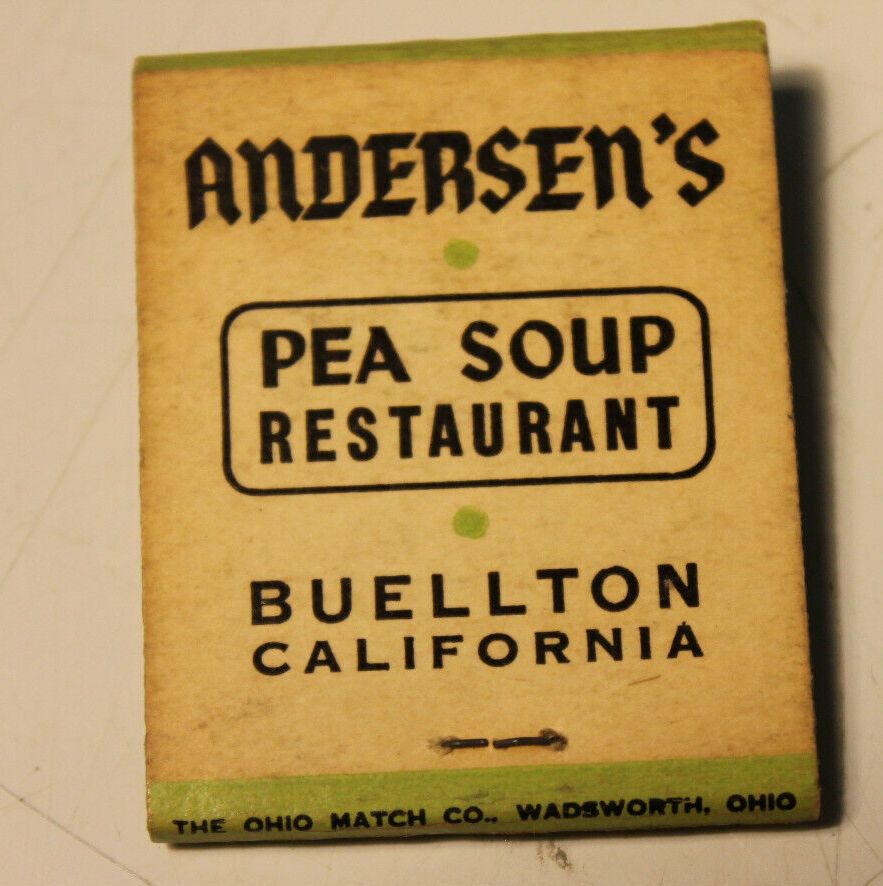 ANDERSEN'S
PEA SOUP
RESTAURANT
BUELLTON
CALIFORNIA
THE OHIO MATCH CO., WADSWORTH, OHIO